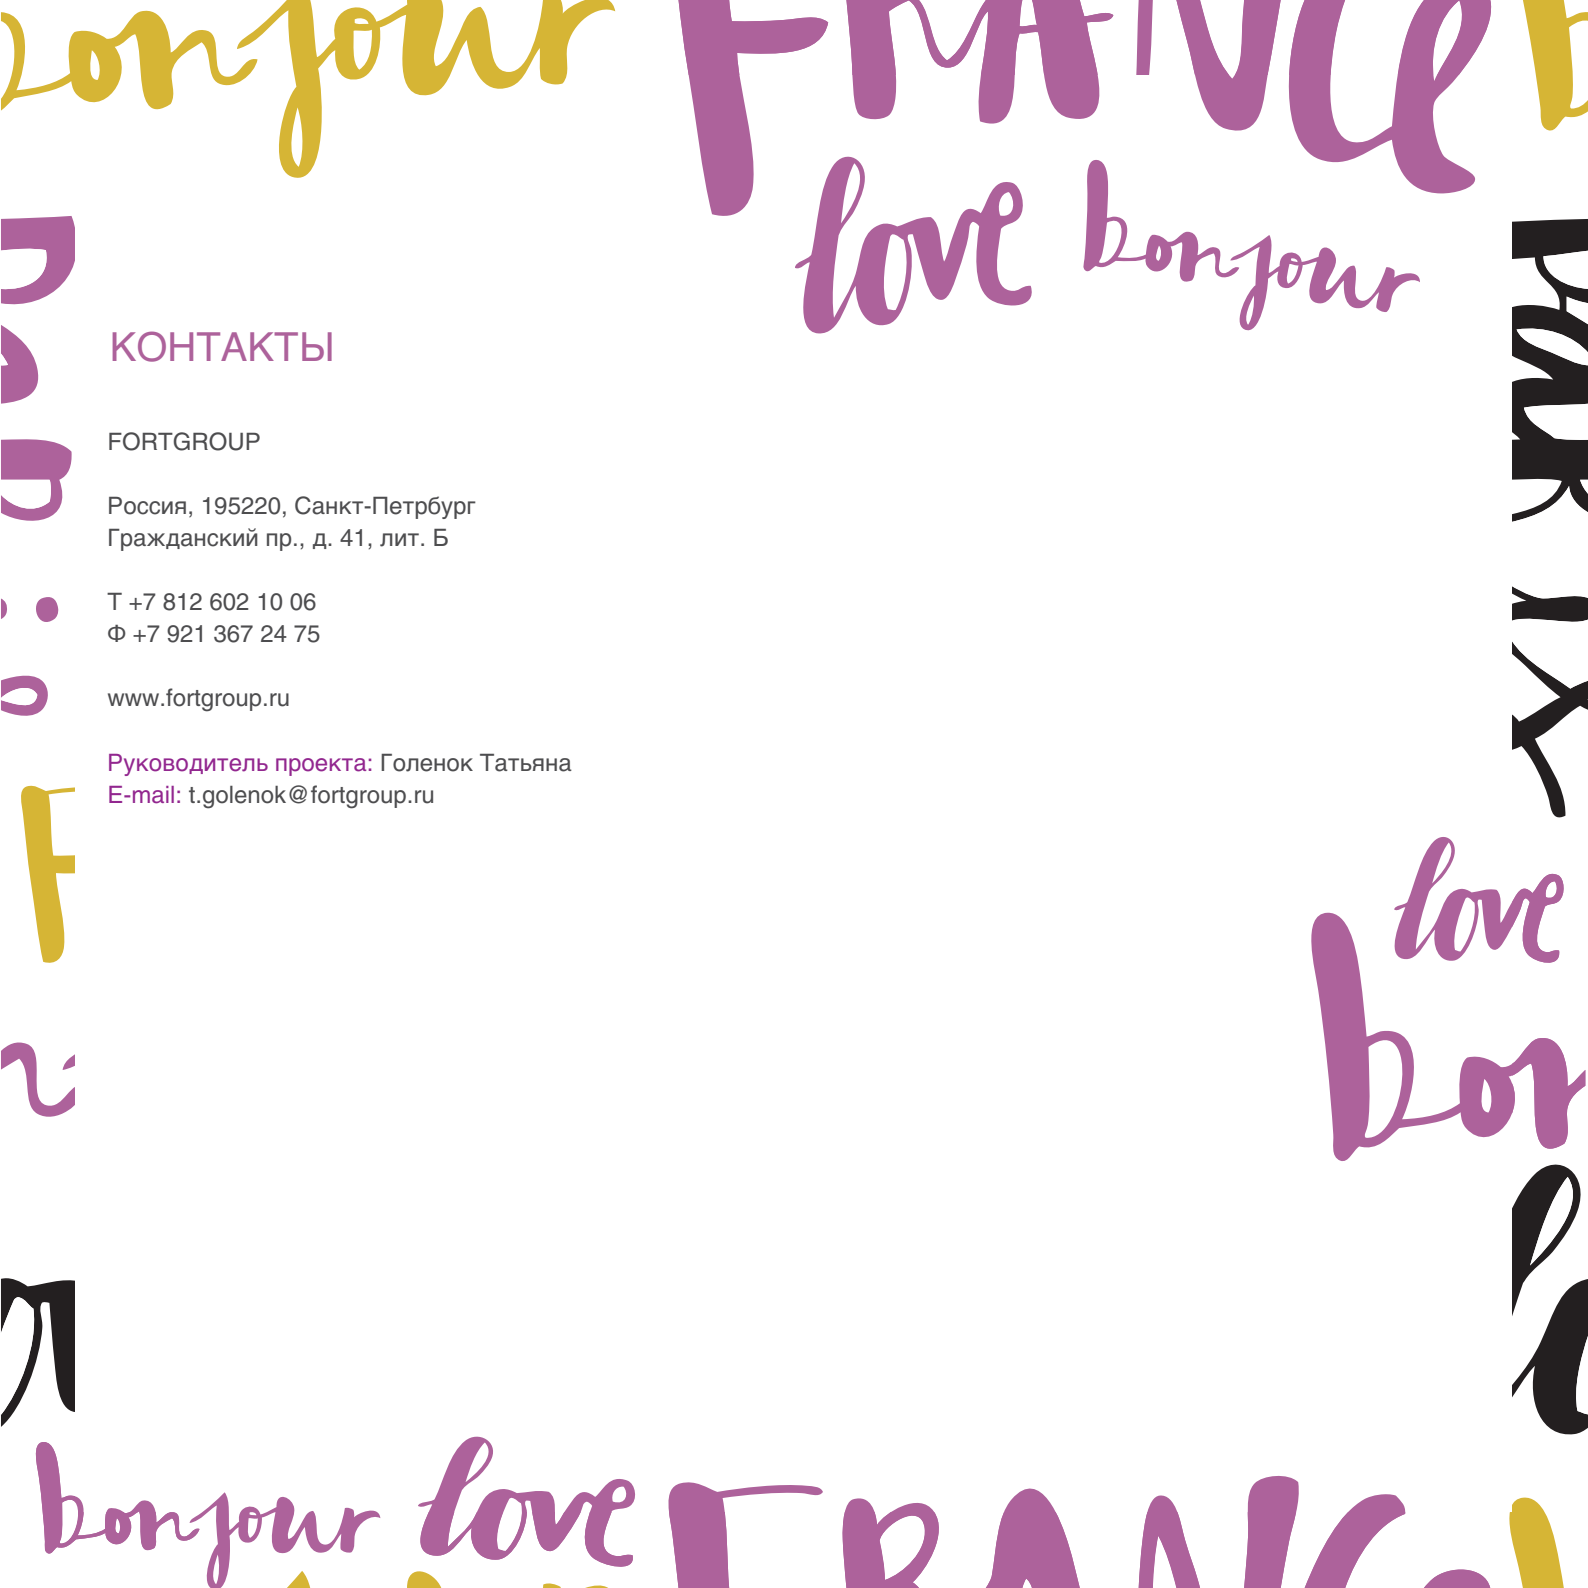 bonjour FRANCE
love bonjour
КОНТАКТЫ
FORTGROUP
Россия, 195220, Санкт-Петрбург
Гражданский пр., д. 41, лит. Б
Т +7 812 602 10 06
Ф +7 921 367 24 75
www.fortgroup.ru
Руководитель проекта: Голенок Татьяна
E-mail: t.golenok@fortgroup.ru
love
bon
bonjour love FRANCE